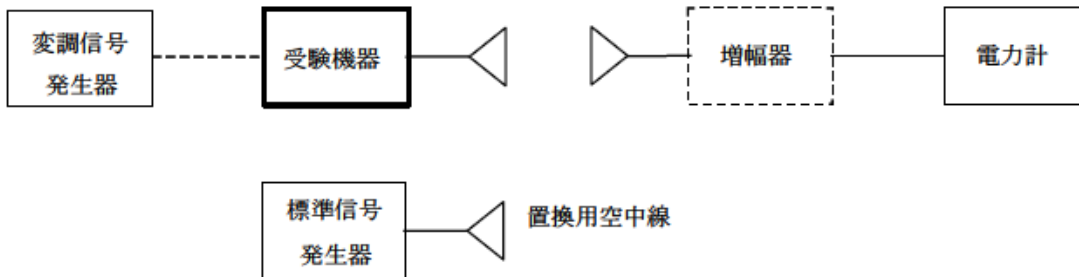 変調信号
発生器
受験機器
増幅器
電力計
標準信号
発生器
置換用空中線